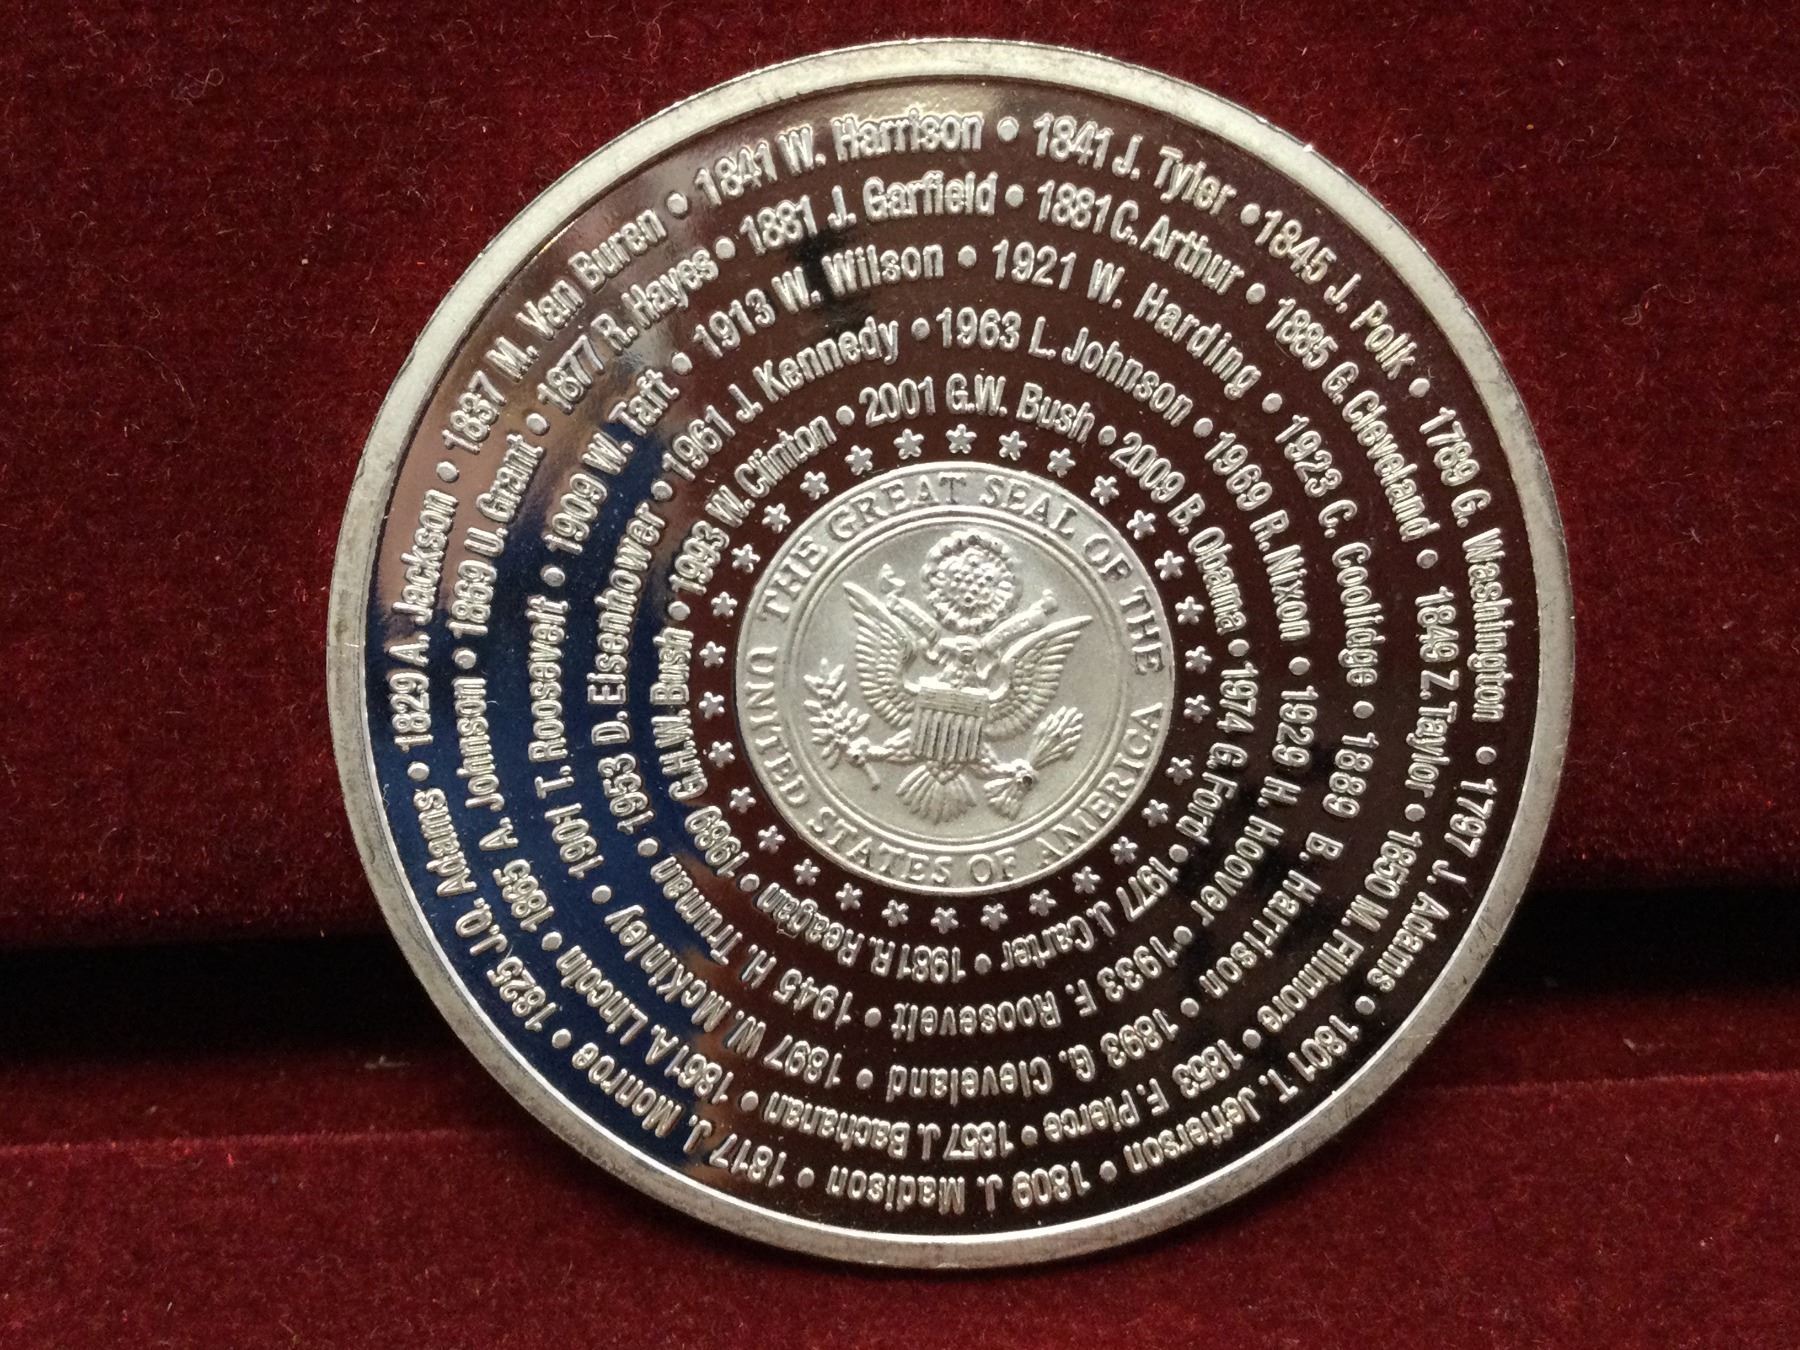 1789 G. Washington • 1797 J. Adams • 1801 T. Jefferson • 1809 J. Madison • 1817 J. Monroe • 1825 J.Q. Adams • 1829 A. Jackson • 1837 M. Van Buren • 1841 W. Harrison • 1841 J. Tyler • 1845 J. Polk •
1849 Z. Taylor • 1850 M. Fillmore • 1853 F. Pierce • 1857 J. Bachanan • 1861 A. Lincoln • 1865 A. Johnson • 1869 U. Grant • 1877 R. Hayes • 1881 J. Garfield • 1881 C. Arthur • 1885 G. Cleveland •
1889 B. Harrison • 1893 G. Cleveland • 1897 W. McKinley • 1901 T. Roosevelt • 1909 W. Taft • 1913 W. Wilson • 1921 W. Harding • 1923 C. Coolidge •
1929 H. Hoover • 1933 F. Roosevelt • 1945 H. Truman • 1953 D. Eisenhower • 1961 J. Kennedy • 1963 L. Johnson • 1969 R. Nixon •
1974 G. Ford • 1977 J. Carter • 1981 R. Reagan • 1989 G.H.W. Bush • 1993 W. Clinton • 2001 G.W. Bush • 2009 B. Obama •
THE GREAT SEAL OF THE
UNITED STATES OF AMERICA